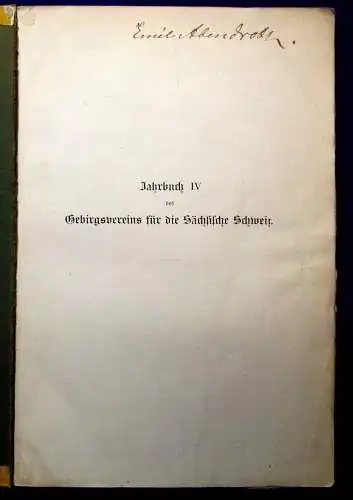 Emil Abendroth.
Jahrbuch IV
des
Gebirgsvereins für die Sächsische Schweiz.